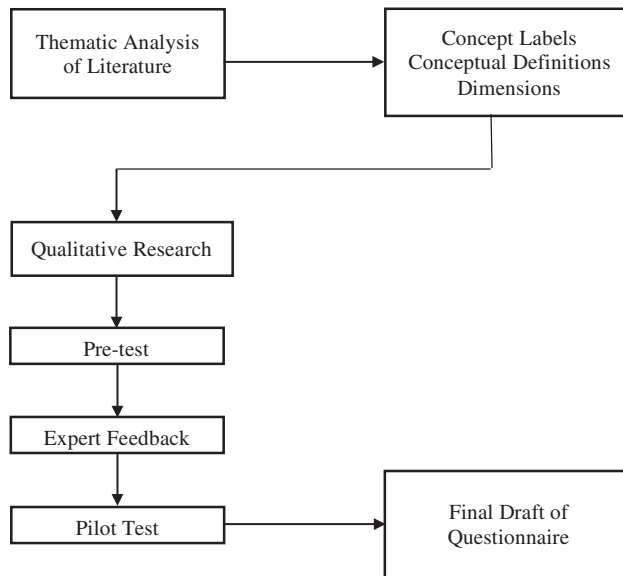 Thematic Analysis
of Literature
Concept Labels
Conceptual Definitions
Dimensions
Qualitative Research
Pre-test
Expert Feedback
Pilot Test
Final Draft of
Questionnaire